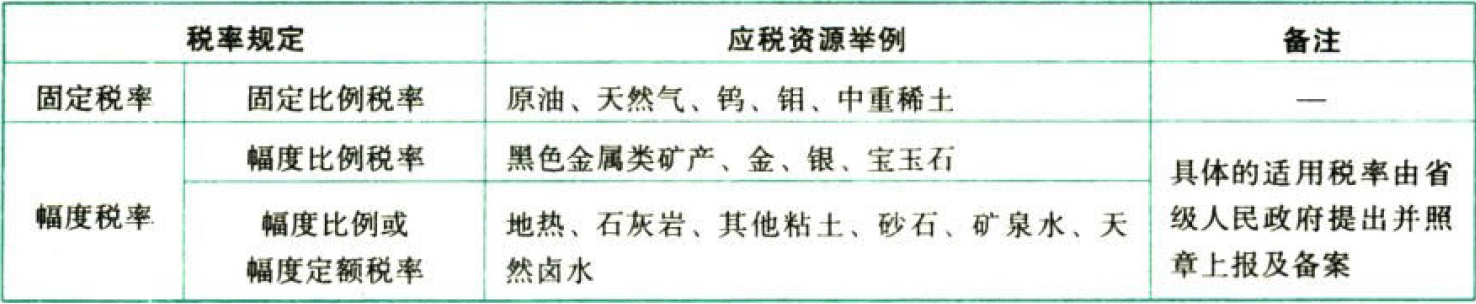 税率规定 应税资源举例 备注
固定税率 固定比例税率 原油、天然气、钨、钼、中重稀土 —
幅度税率 幅度比例税率 黑色金属类矿产、金、银、宝玉石
幅度比例或
幅度定额税率
地热、石灰岩、其他粘土、砂石、矿泉水、天
然卤水
具体的适用税率由省
级人民政府提出并照
章上报及备案